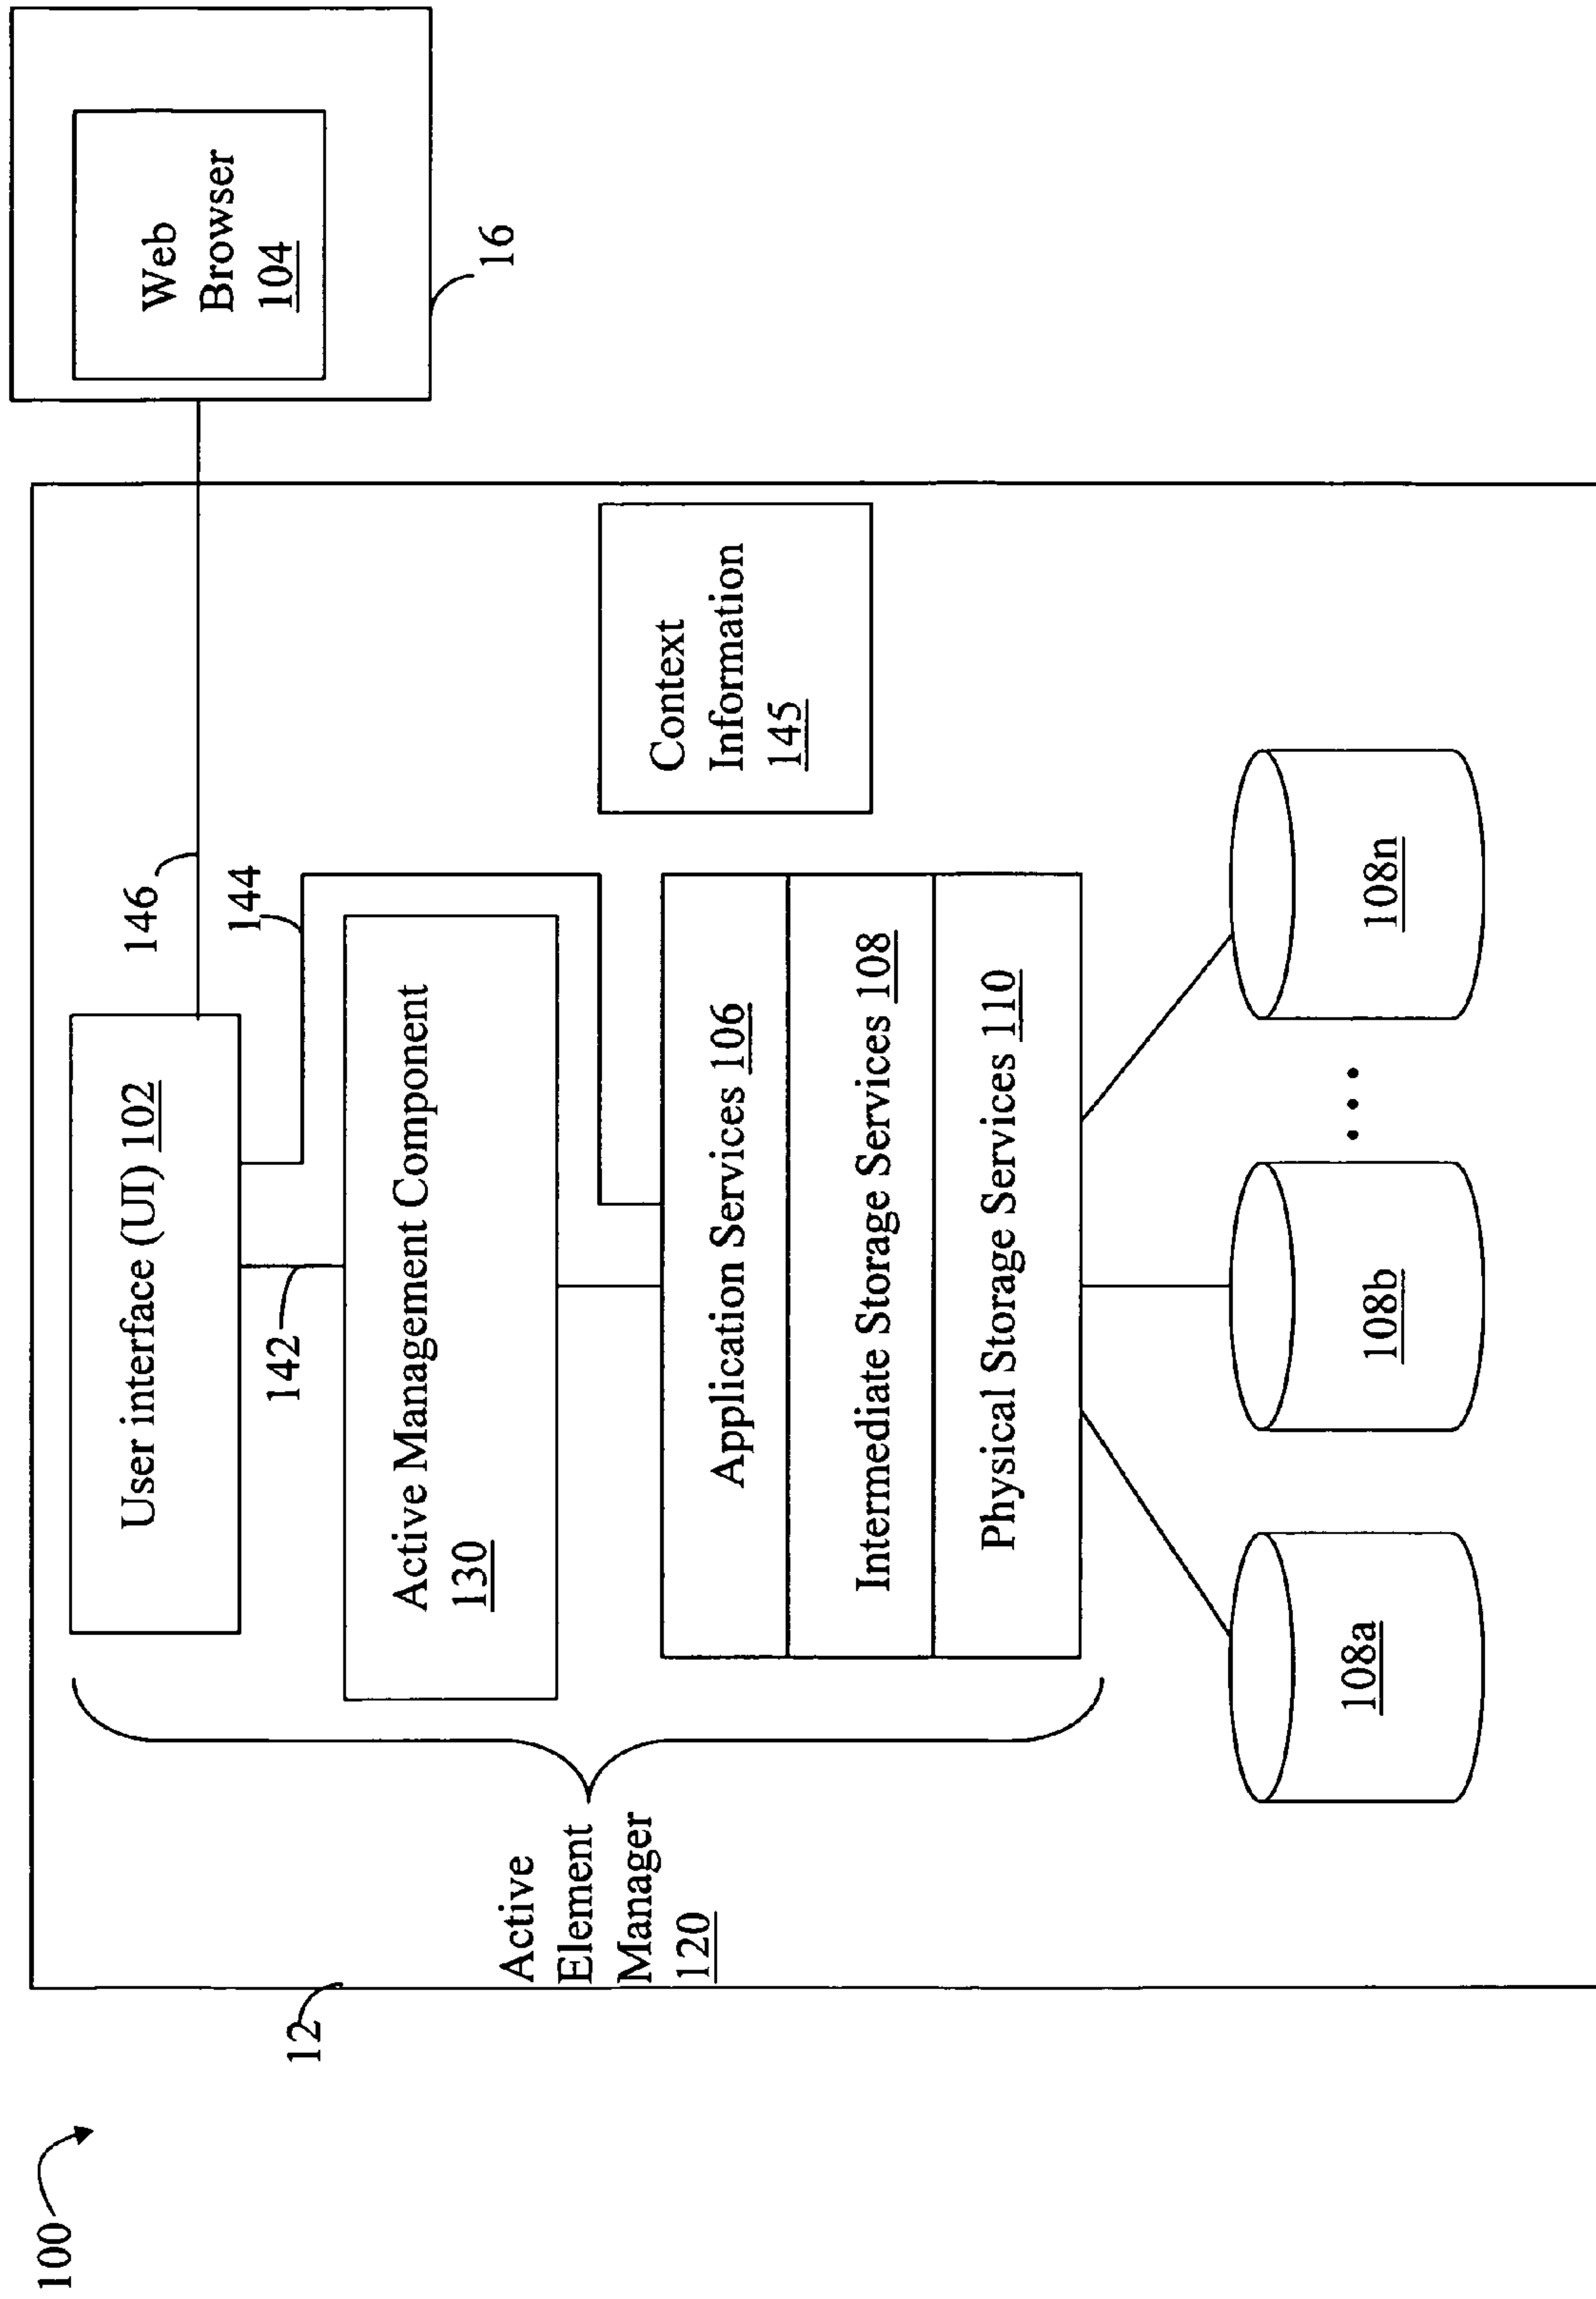 100
12
User interface (UI) 102
146
Web
Browser
104
16
142
144
Active Management Component
130
Active
Element
Manager
120
Context
Information
145
Application Services 106
Intermediate Storage Services 108
Physical Storage Services 110
108a
108b
• • •
108n